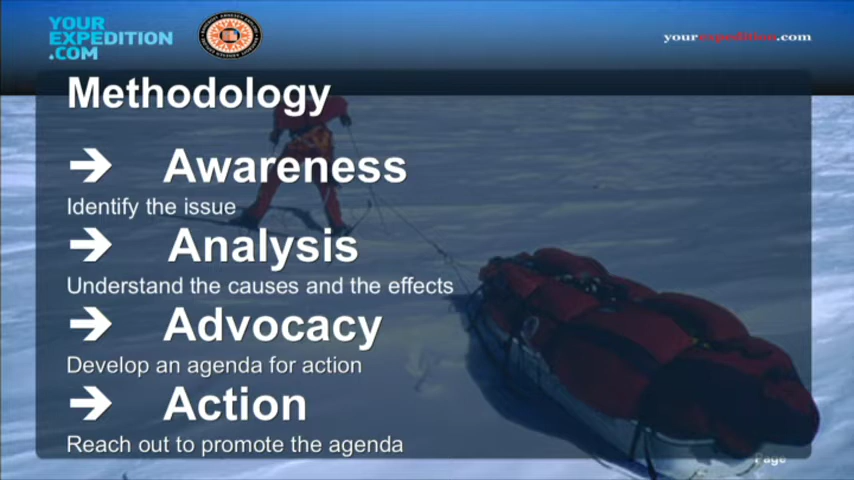 YOUR
EXPEDITION
.COM
yourexpedition.com
Methodology
➔ Awareness
Identify the issue
➔ Analysis
Understand the causes and the effects
➔ Advocacy
Develop an agenda for action
➔ Action
Reach out to promote the agenda
Page